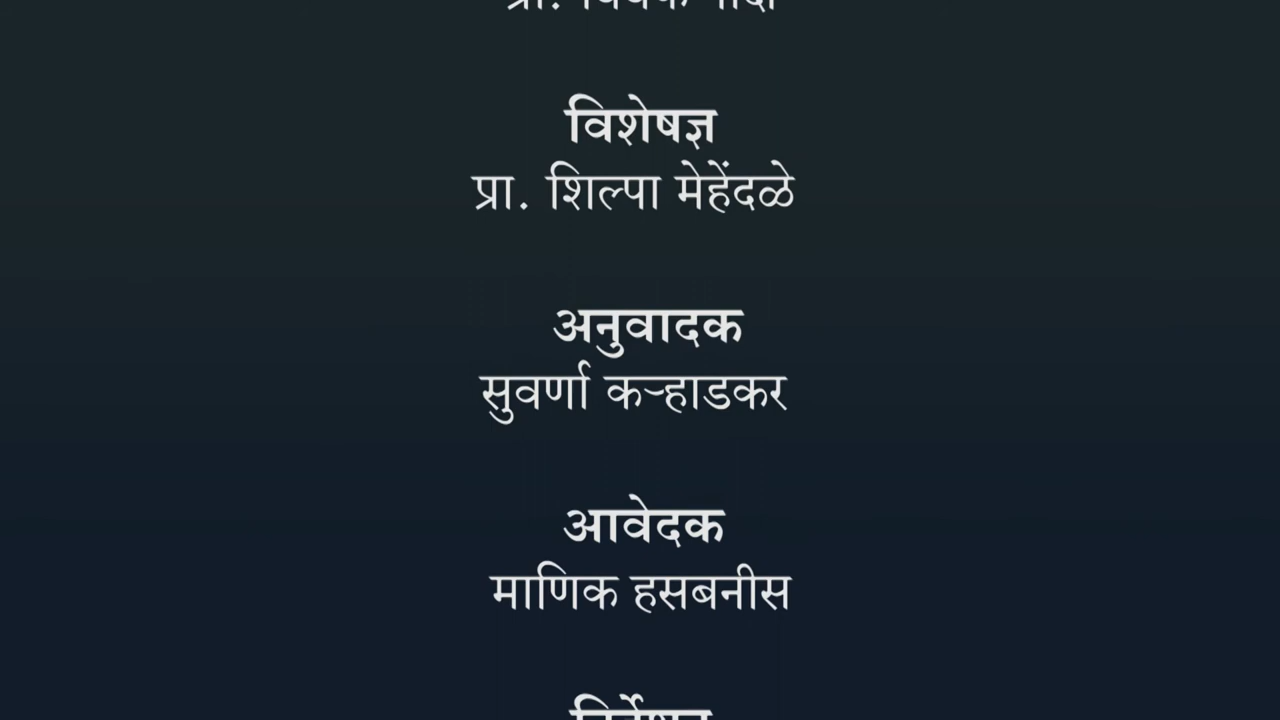 विशेषज्ञ
प्रा. शिल्पा मेहेंदळे
अनुवादक
सुवर्णा कऱ्हाडकर
आवेदक
माणिक हसबनीस